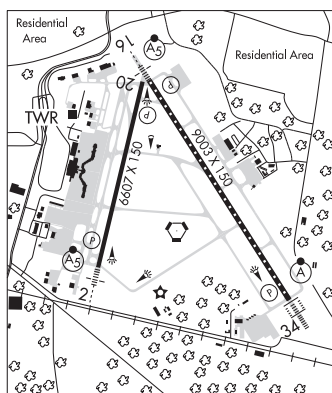 Residential
Area
16
A5
Residential Area
20
P
P
TWR
6607 X 150
9003 X 150
P
A5
2
A
P
34